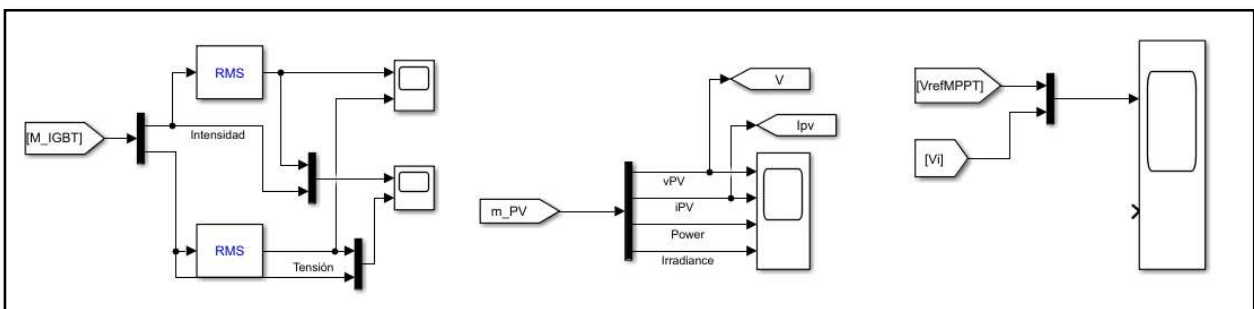 RMS
[M_IGBT]
Intensidad
RMS
Tensión
V
Ipv
m_PV
vPV
iPV
Power
Irradiance
[VrefMPPT]
[Vi]